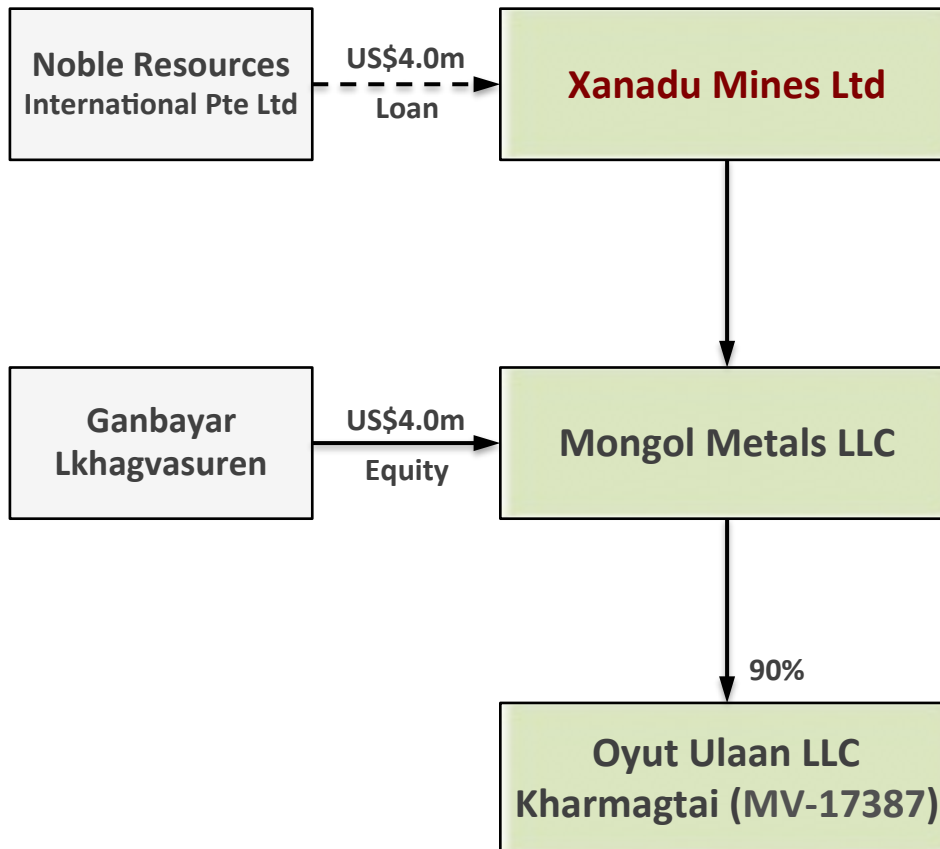 Noble Resources
International Pte Ltd
US$4.0m
Loan
Xanadu Mines Ltd
Ganbayar
Lkhagvasuren
US$4.0m
Equity
Mongol Metals LLC
90%
Oyut Ulaan LLC
Kharmagtai (MV-17387)